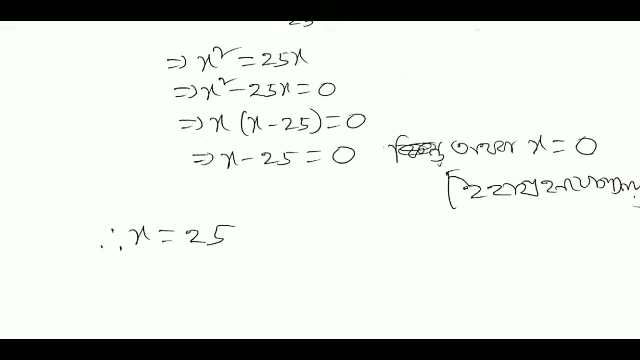 ⇒ x² = 25x
⇒ x² − 25x = 0
⇒ x (x − 25) = 0
⇒ x − 25 = 0 অথবা x = 0
∴ x = 25